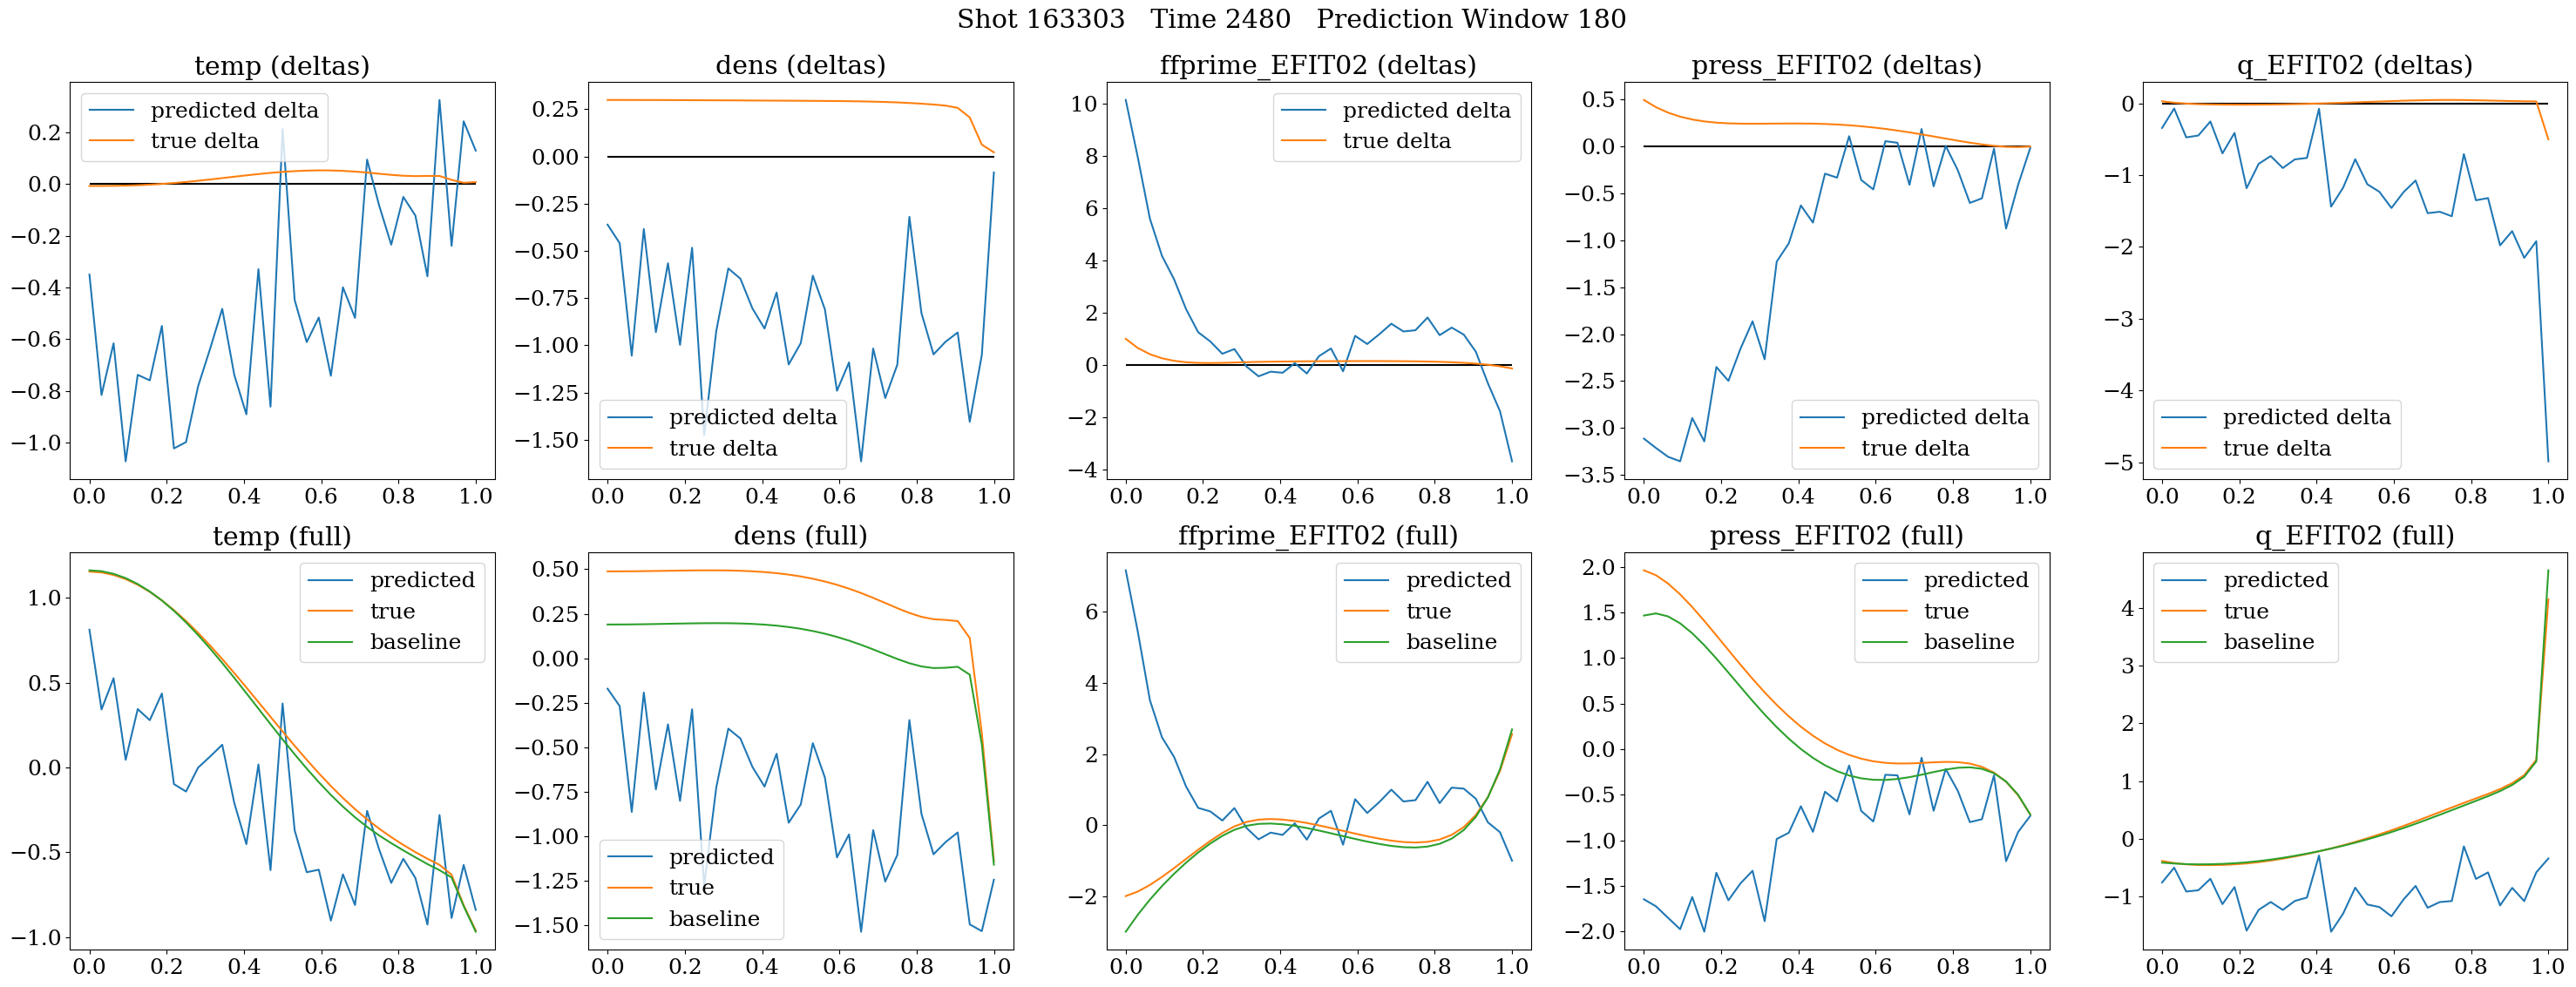 Shot 163303   Time 2480   Prediction Window 180
temp (deltas)
predicted delta
true delta
0.2
0.0
−0.2
−0.4
−0.6
−0.8
−1.0
0.0 0.2 0.4 0.6 0.8 1.0
dens (deltas)
0.25
0.00
−0.25
−0.50
−0.75
−1.00
−1.25
−1.50
predicted delta
true delta
0.0 0.2 0.4 0.6 0.8 1.0
ffprime_EFIT02 (deltas)
predicted delta
true delta
10
8
6
4
2
0
−2
−4
0.0 0.2 0.4 0.6 0.8 1.0
press_EFIT02 (deltas)
0.5
0.0
−0.5
−1.0
−1.5
−2.0
−2.5
−3.0
−3.5
predicted delta
true delta
0.0 0.2 0.4 0.6 0.8 1.0
q_EFIT02 (deltas)
0
−1
−2
−3
−4
−5
predicted delta
true delta
0.0 0.2 0.4 0.6 0.8 1.0
temp (full)
predicted
true
baseline
1.0
0.5
0.0
−0.5
−1.0
0.0 0.2 0.4 0.6 0.8 1.0
dens (full)
0.50
0.25
0.00
−0.25
−0.50
−0.75
−1.00
−1.25
−1.50
predicted
true
baseline
0.0 0.2 0.4 0.6 0.8 1.0
ffprime_EFIT02 (full)
predicted
true
baseline
6
4
2
0
−2
0.0 0.2 0.4 0.6 0.8 1.0
press_EFIT02 (full)
predicted
true
baseline
2.0
1.5
1.0
0.5
0.0
−0.5
−1.0
−1.5
−2.0
0.0 0.2 0.4 0.6 0.8 1.0
q_EFIT02 (full)
predicted
true
baseline
4
3
2
1
0
−1
0.0 0.2 0.4 0.6 0.8 1.0